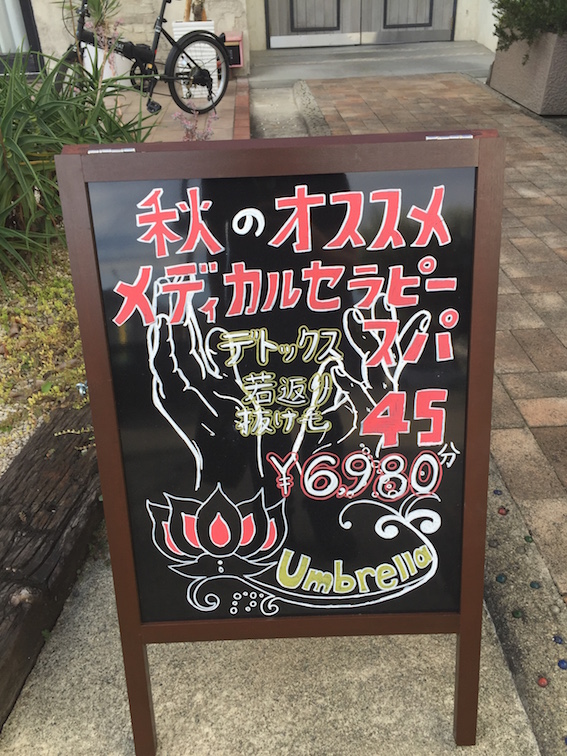 秋のオススメ
メディカルセラピー
スパ
デトックス
若返り
抜け毛
45分
¥6,980
Umbrella